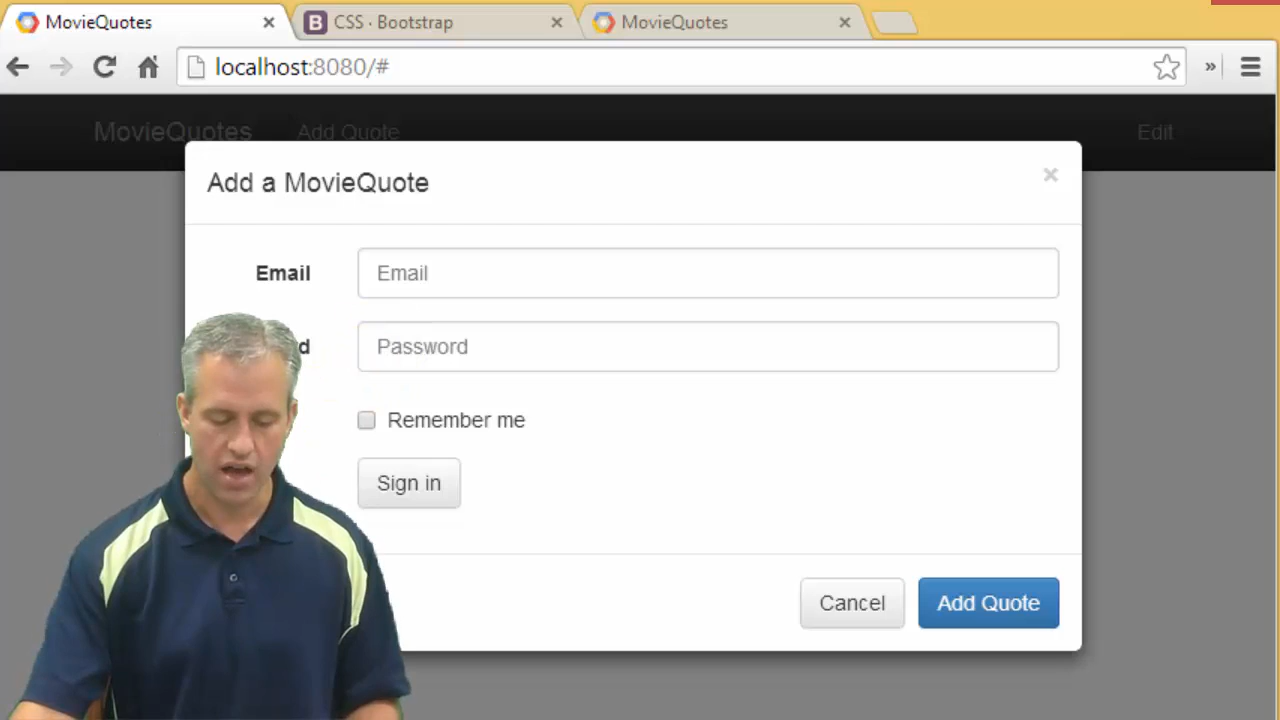 MovieQuotes
CSS · Bootstrap
MovieQuotes
localhost:8080/#
MovieQuotes Add Quote Edit
Add a MovieQuote
Email Email
d Password
Remember me
Sign in
Cancel Add Quote